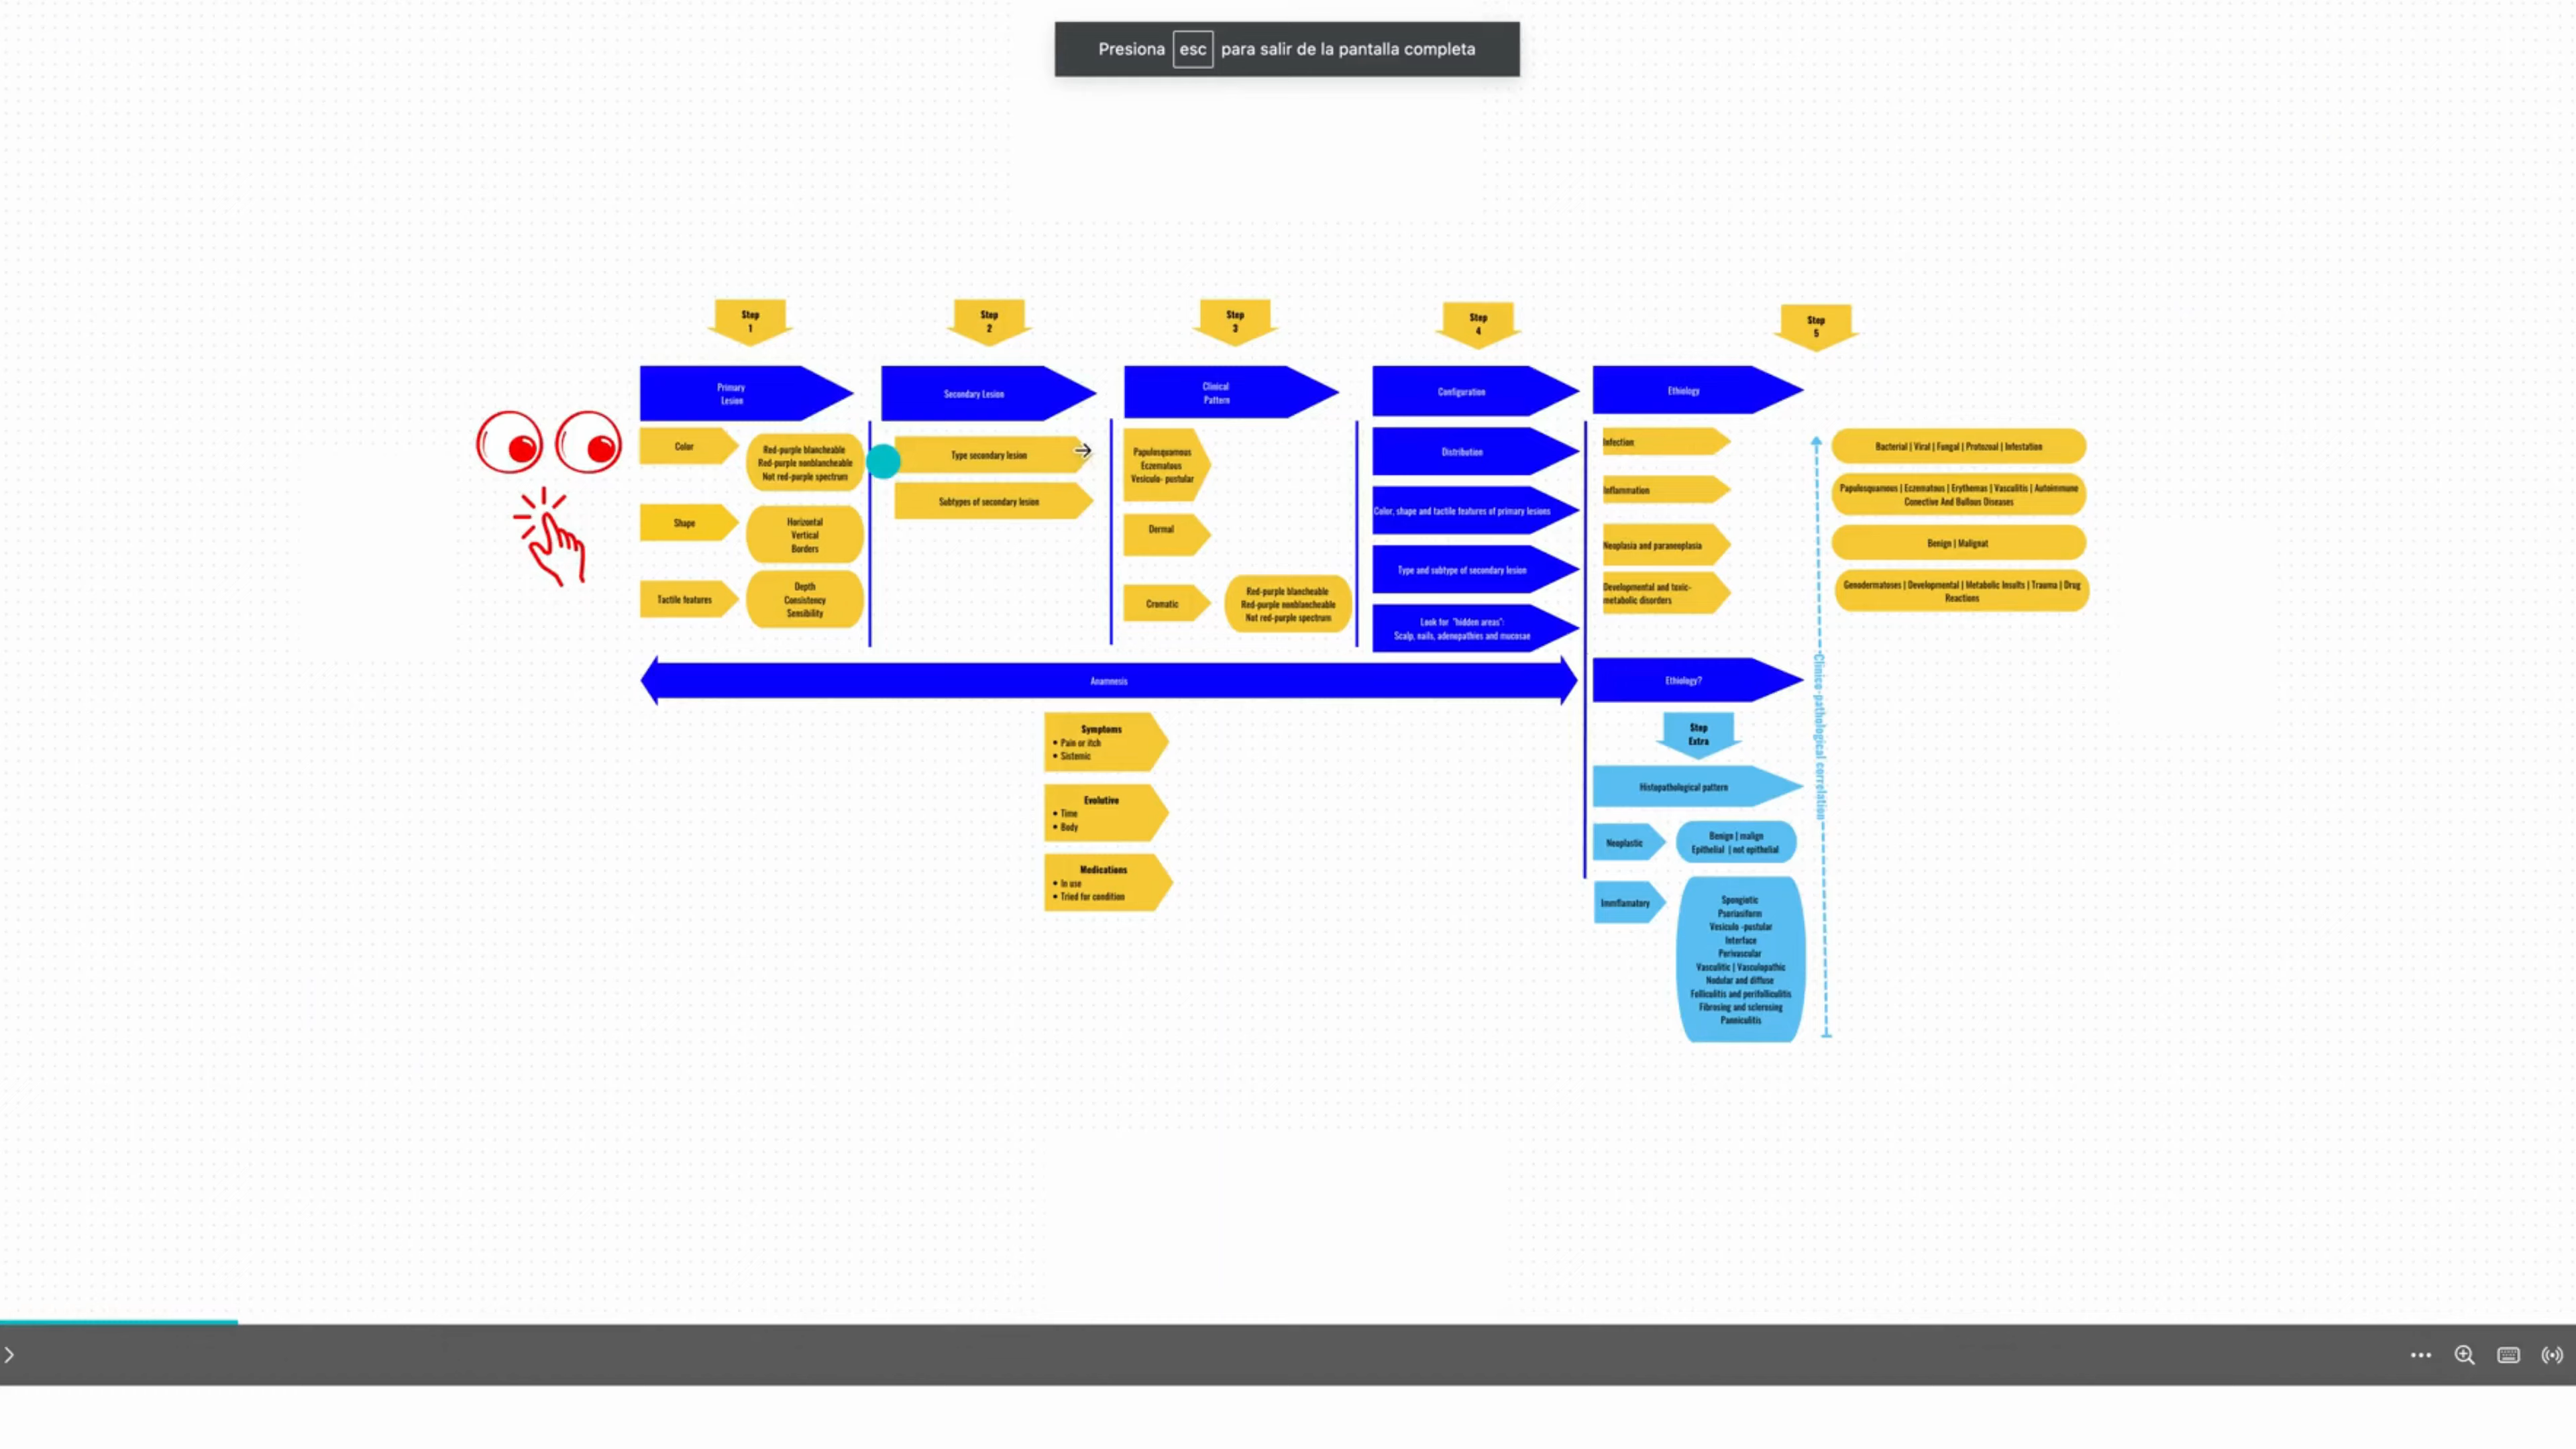 Presiona esc para salir de la pantalla completa
Step
1
Step
2
Step
3
Step
4
Step
5
Primary
Lesion
Secondary Lesion
Clinical
Pattern
Configuration
Ethiology
Color
Red-purple blancheable
Red-purple nonblancheable
Not red-purple spectrum
Shape
Horizontal
Vertical
Borders
Tactile features
Depth
Consistency
Sensibility
Type secondary lesion
Subtypes of secondary lesion
Papulosquamous
Eczematous
Vesiculo- pustular
Dermal
Cromatic
Red-purple blancheable
Red-purple nonblancheable
Not red-purple spectrum
Distribution
Color, shape and tactile features of primary lesions
Type and subtype of secondary lesion
Look for "hidden areas":
Scalp, nails, adenopathies and mucosae
Infection
Bacterial | Viral | Fungal | Protozoal | Infestation
Inflammation
Papulosquamous | Eczematous | Erythemas | Vasculitis | Autoimmune
Conective And Bullous Diseases
Neoplasia and paraneoplasia
Benign | Malignat
Developmental and toxic-
metabolic disorders
Genodermatoses | Developmental | Metabolic Insults | Trauma | Drug
Reactions
Anamnesis
Symptoms
• Pain or itch
• Sistemic
Evolutive
• Time
• Body
Medications
• In use
• Tried for condition
Ethiology?
Step
Extra
Histopathological pattern
Neoplastic
Benign | malign
Epithelial | not epithelial
Immflamatory
Spongiotic
Psoriasiform
Vesiculo -pustular
Interface
Perivascular
Vasculitic | Vasculopathic
Nodular and diffuse
Folliculitis and perifolliculitis
Fibrosing and sclerosing
Panniculitis
Clinico-pathological correlation